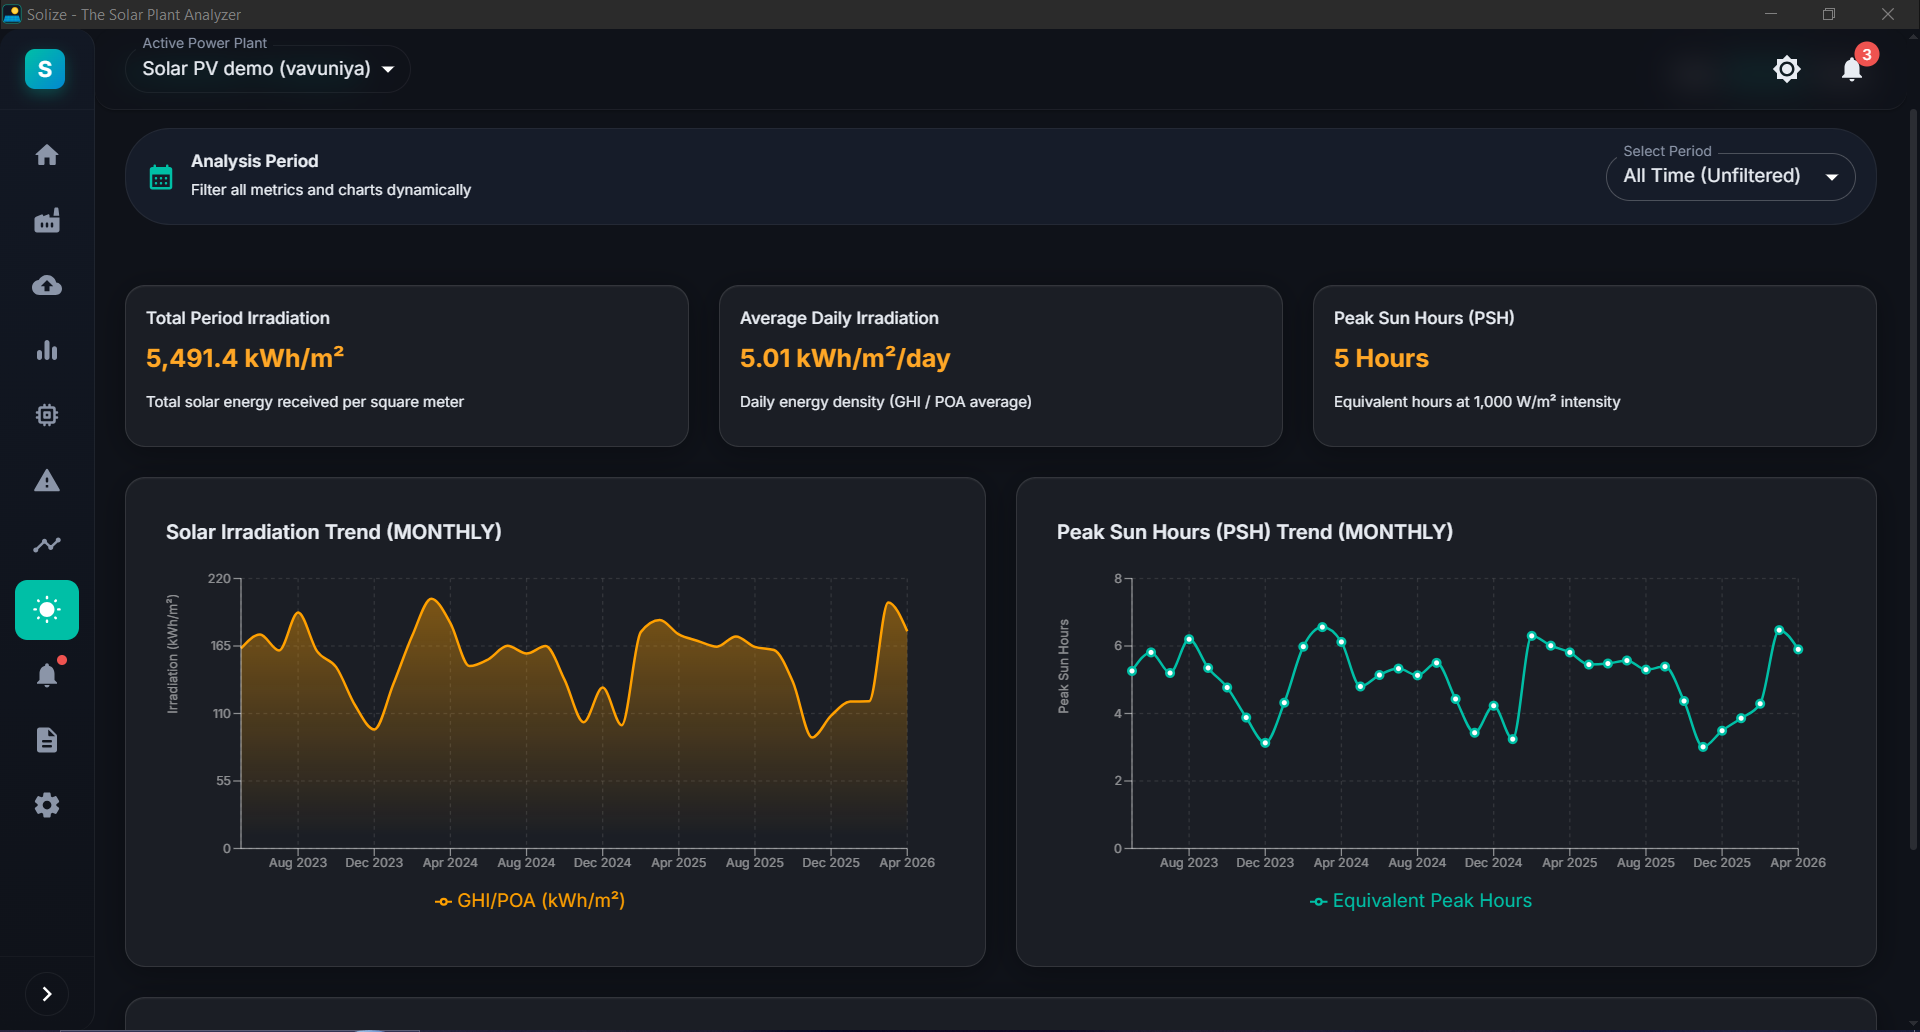 Solize - The Solar Plant Analyzer
S
Active Power Plant
Solar PV demo (vavuniya)
3
Analysis Period
Filter all metrics and charts dynamically
Select Period
All Time (Unfiltered)
Total Period Irradiation
5,491.4 kWh/m²
Total solar energy received per square meter
Average Daily Irradiation
5.01 kWh/m²/day
Daily energy density (GHI / POA average)
Peak Sun Hours (PSH)
5 Hours
Equivalent hours at 1,000 W/m² intensity
Solar Irradiation Trend (MONTHLY)
Irradiation (kWh/m²)
220
165
110
55
0
Aug 2023 Dec 2023 Apr 2024 Aug 2024 Dec 2024 Apr 2025 Aug 2025 Dec 2025 Apr 2026
GHI/POA (kWh/m²)
Peak Sun Hours (PSH) Trend (MONTHLY)
Peak Sun Hours
8
6
4
2
0
Aug 2023 Dec 2023 Apr 2024 Aug 2024 Dec 2024 Apr 2025 Aug 2025 Dec 2025 Apr 2026
Equivalent Peak Hours